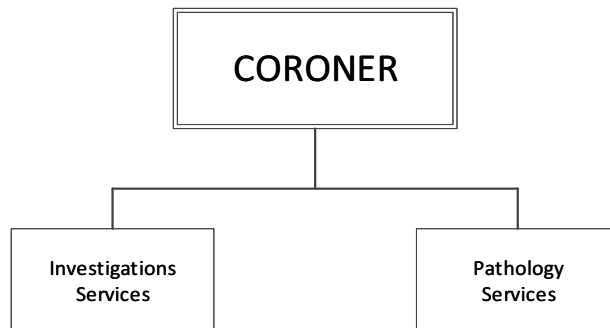 CORONER
Investigations
Services
Pathology
Services